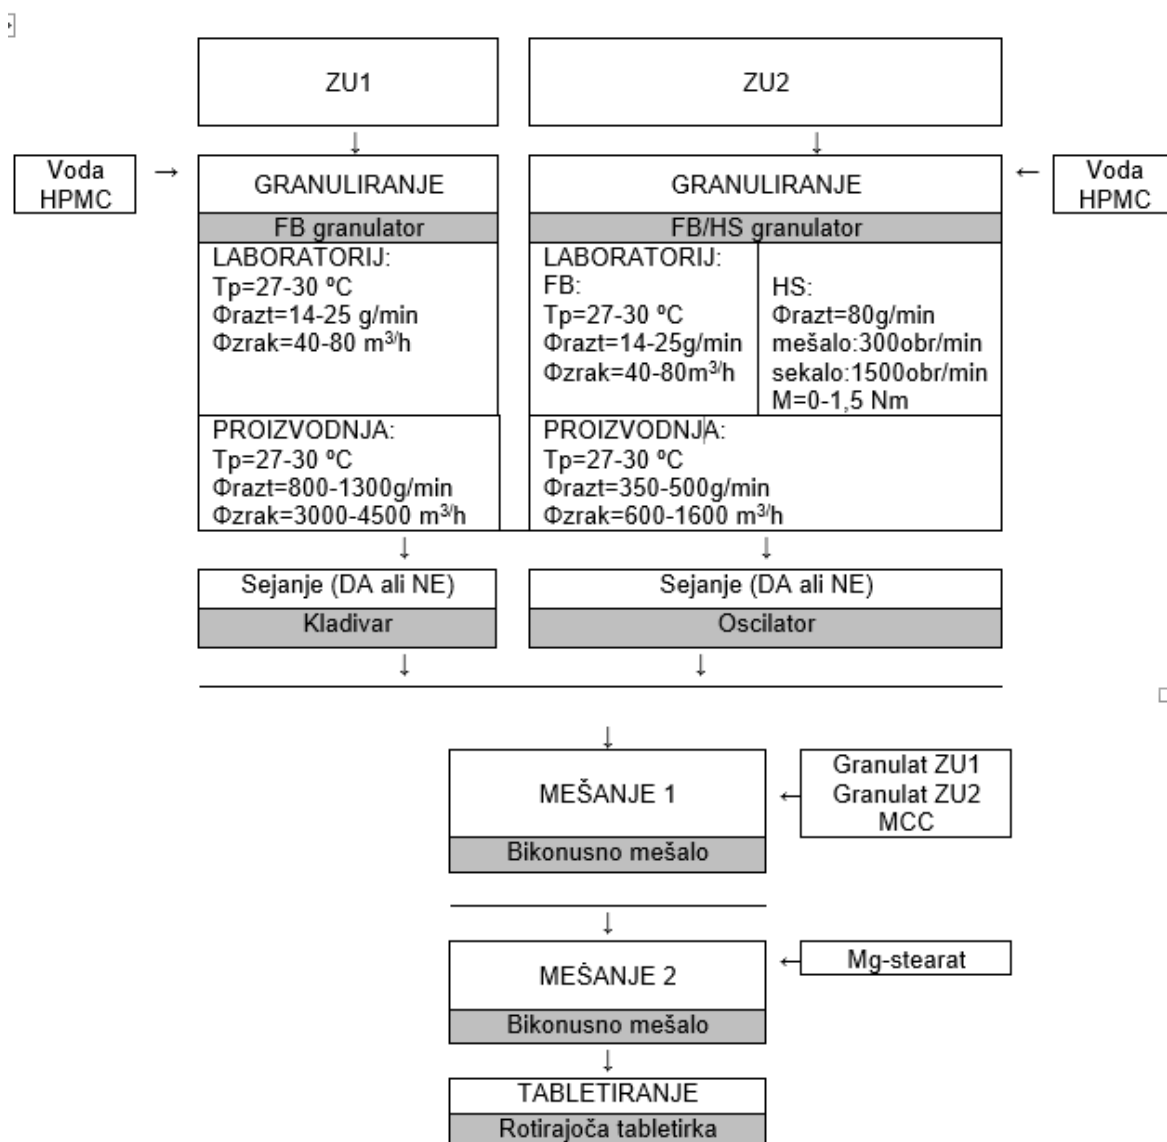 ZU1
ZU2
↓
↓
Voda
HPMC
→
GRANULIRANJE
FB granulator
LABORATORIJ:
Tp=27-30 ºC
Φrazt=14-25 g/min
Φzrak=40-80 m³/h
PROIZVODNJA:
Tp=27-30 ºC
Φrazt=800-1300g/min
Φzrak=3000-4500 m³/h
GRANULIRANJE
←
Voda
HPMC
FB/HS granulator
LABORATORIJ:
FB:
Tp=27-30 ºC
Φrazt=14-25g/min
Φzrak=40-80m³/h
HS:
Φrazt=80g/min
mešalo:300obr/min
sekalo:1500obr/min
M=0-1,5 Nm
PROIZVODNJA:
Tp=27-30 ºC
Φrazt=350-500g/min
Φzrak=600-1600 m³/h
↓
↓
Sejanje (DA ali NE)
Kladivar
Sejanje (DA ali NE)
Oscilator
↓
↓
↓
MEŠANJE 1
Bikonusno mešalo
←
Granulat ZU1
Granulat ZU2
MCC
↓
MEŠANJE 2
Bikonusno mešalo
←
Mg-stearat
↓
TABLETIRANJE
Rotirajoča tabletirka